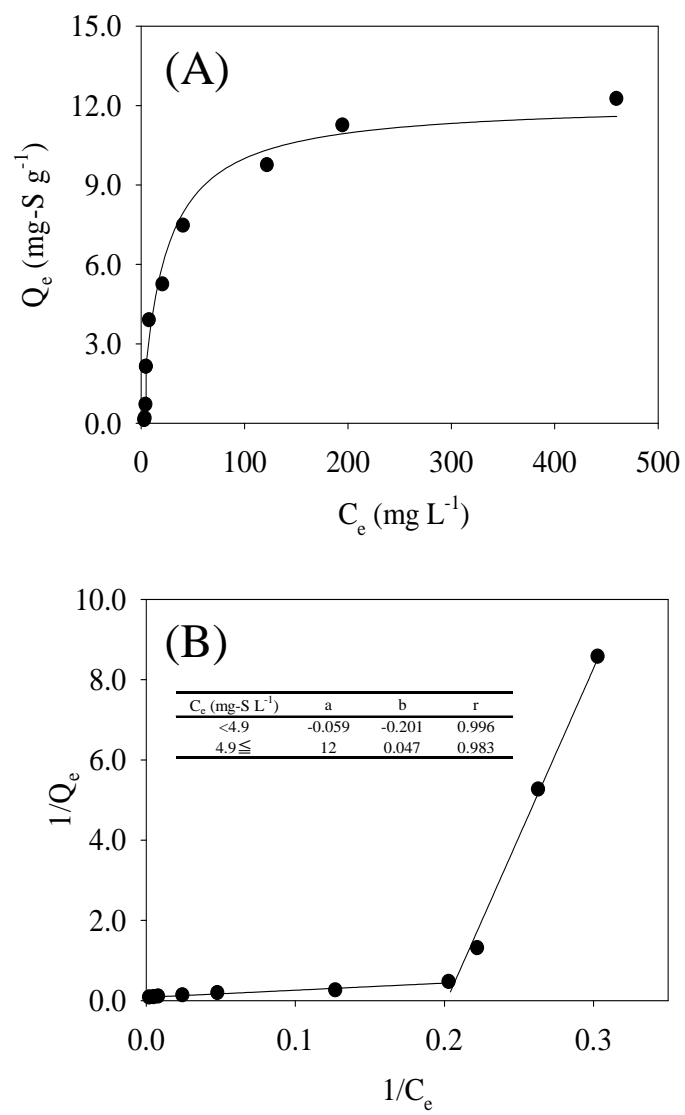 (A)
15.0
12.0
9.0
6.0
3.0
0.0
Q_e (mg-S g^-1)
0 100 200 300 400 500
C_e (mg L^-1)
(B)
10.0
8.0
6.0
4.0
2.0
0.0
1/Q_e
C_e (mg-S L^-1) a b r
<4.9 -0.059 -0.201 0.996
4.9≦ 12 0.047 0.983
0.0 0.1 0.2 0.3
1/C_e